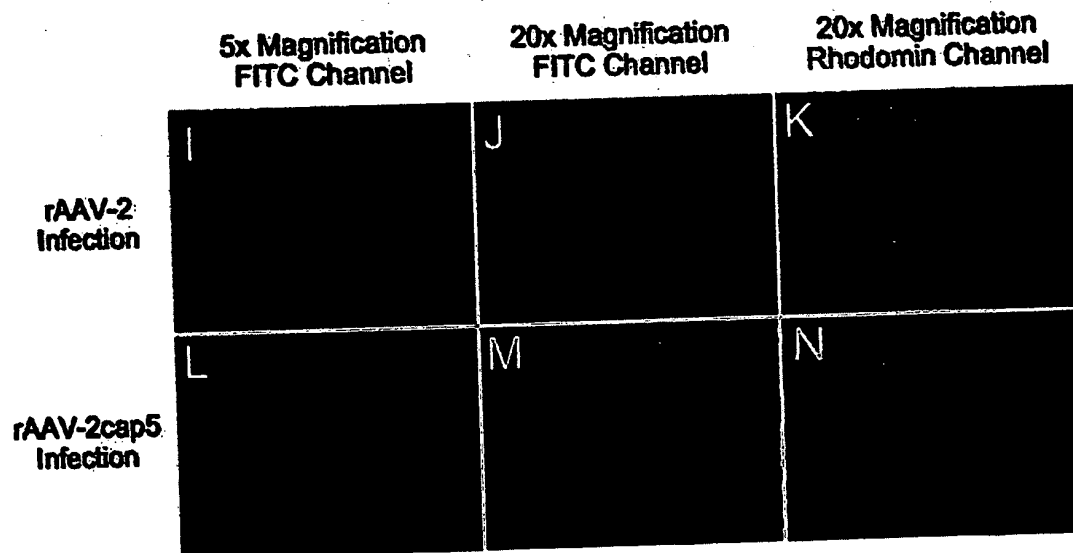 5x Magnification
FITC Channel
20x Magnification
FITC Channel
20x Magnification
Rhodomin Channel
rAAV-2
Infection
I
J
K
rAAV-2cap5
Infection
L
M
N